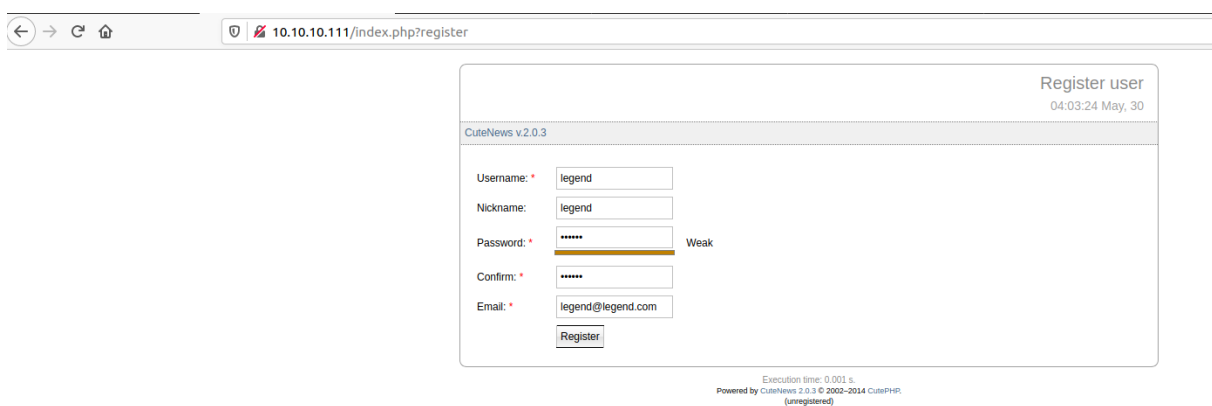 10.10.10.111/index.php?register
Register user
04:03:24 May, 30
CuteNews v.2.0.3
Username: * legend
Nickname: legend
Password: * •••••• Weak
Confirm: * ••••••
Email: * legend@legend.com
Register
Execution time: 0.001 s.
Powered by CuteNews 2.0.3 © 2002–2014 CutePHP.
(unregistered)